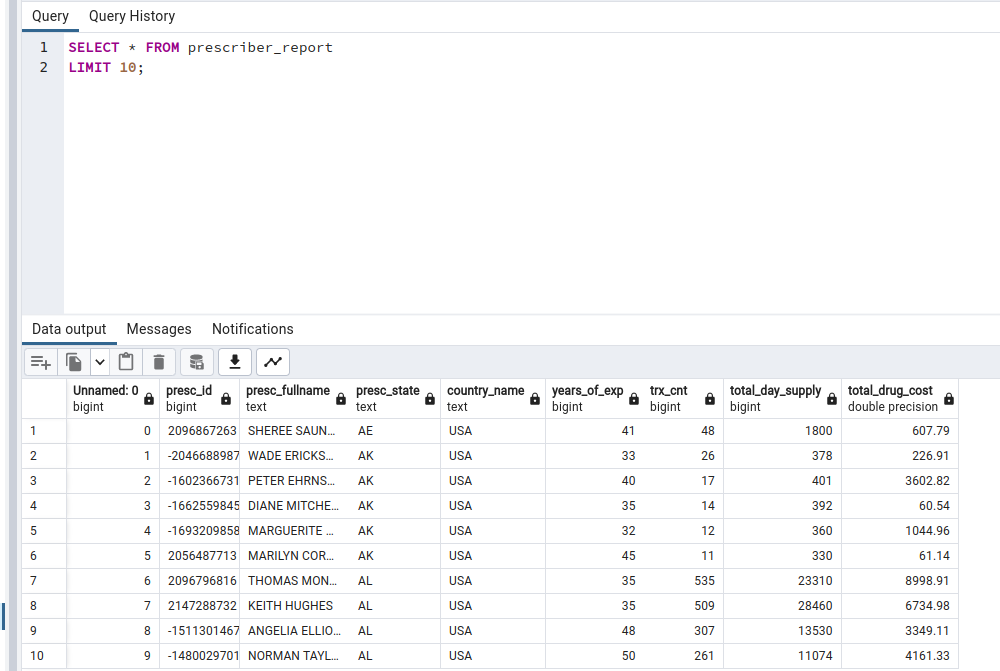 Query Query History
1 SELECT * FROM prescriber_report
2 LIMIT 10;
Data output Messages Notifications
Unnamed: 0 presc_id presc_fullname presc_state country_name years_of_exp trx_cnt total_day_supply total_drug_cost
bigint bigint text text text bigint bigint bigint double precision
1 0 2096867263 SHEREE SAUN... AE USA 41 48 1800 607.79
2 1 -2046688987 WADE ERICKS... AK USA 33 26 378 226.91
3 2 -1602366731 PETER EHRNS... AK USA 40 17 401 3602.82
4 3 -1662559845 DIANE MITCHE... AK USA 35 14 392 60.54
5 4 -1693209858 MARGUERITE ... AK USA 32 12 360 1044.96
6 5 2056487713 MARILYN COR... AK USA 45 11 330 61.14
7 6 2096796816 THOMAS MON... AL USA 35 535 23310 8998.91
8 7 2147288732 KEITH HUGHES AL USA 35 509 28460 6734.98
9 8 -1511301467 ANGELIA ELLIO... AL USA 48 307 13530 3349.11
10 9 -1480029701 NORMAN TAYL... AL USA 50 261 11074 4161.33